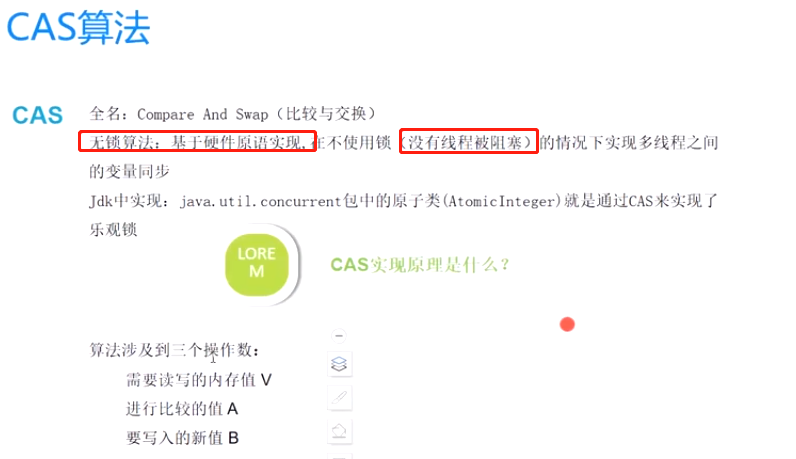 CAS算法
CAS
全名：Compare And Swap（比较与交换）
无锁算法：基于硬件原语实现,在不使用锁（没有线程被阻塞）的情况下实现多线程之间
的变量同步
Jdk中实现：java.util.concurrent包中的原子类(AtomicInteger)就是通过CAS来实现了
乐观锁
LORE
M
CAS实现原理是什么？
算法涉及到三个操作数：
需要读写的内存值 V
进行比较的值 A
要写入的新值 B